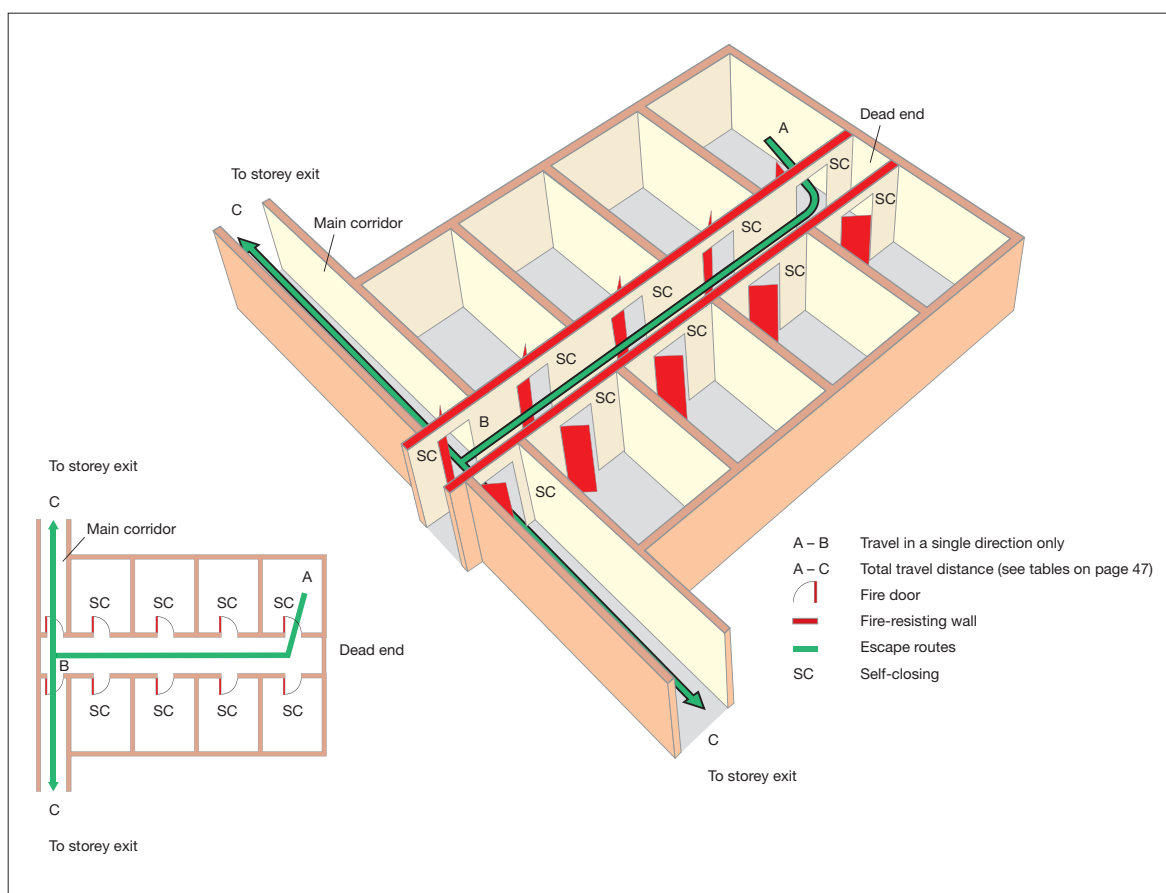 A
Dead end
SC
To storey exit
C
Main corridor
SC
SC
SC
SC
SC
SC
SC
SC
B
SC
SC
To storey exit
C
Main corridor
A
SC
SC
SC
SC
Dead end
B
SC
SC
SC
SC
C
To storey exit
C
To storey exit
A – B Travel in a single direction only
A – C Total travel distance (see tables on page 47)
Fire door
Fire-resisting wall
Escape routes
SC Self-closing